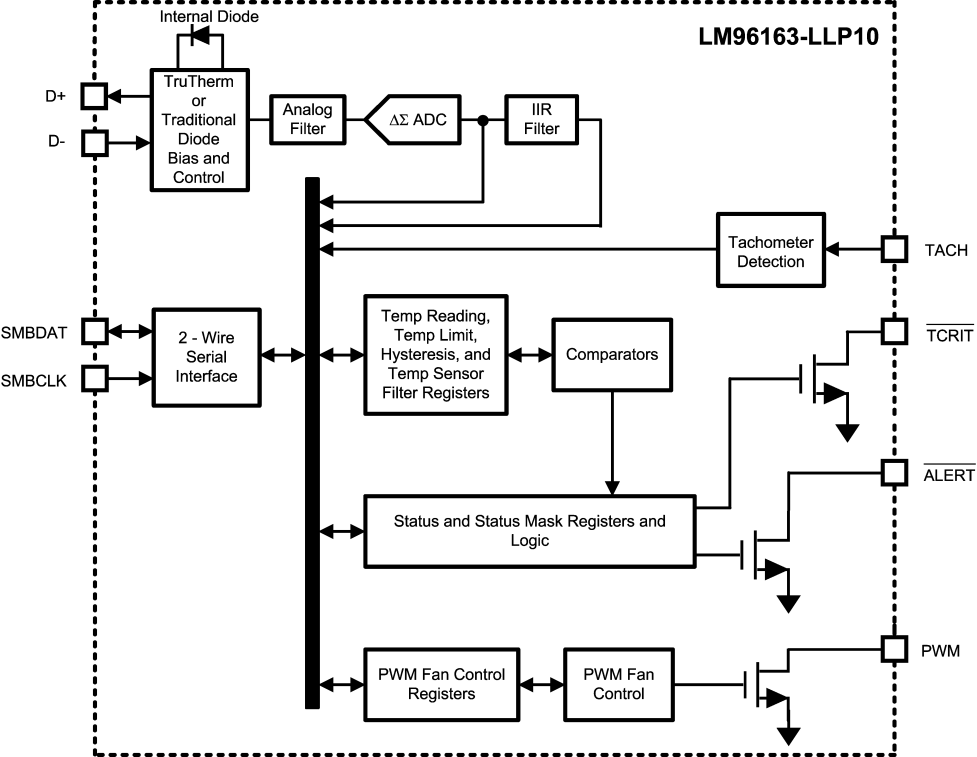 Internal Diode
LM96163-LLP10
D+
D-
TruTherm
or
Traditional
Diode
Bias and
Control
Analog
Filter
ΔΣ ADC
IIR
Filter
Tachometer
Detection
TACH
SMBDAT
SMBCLK
2 - Wire
Serial
Interface
Temp Reading,
Temp Limit,
Hysteresis, and
Temp Sensor
Filter Registers
Comparators
TCRIT
ALERT
Status and Status Mask Registers and
Logic
PWM Fan Control
Registers
PWM Fan
Control
PWM